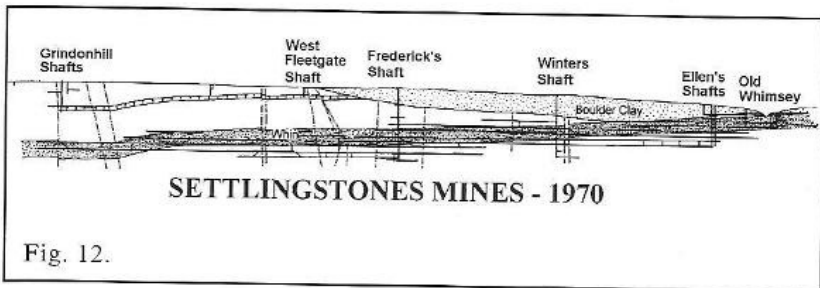 Grindonhill
Shafts
West
Fleetgate
Shaft
Frederick's
Shaft
Winters
Shaft
Ellen's
Shafts
Old
Whimsey
Boulder Clay
Whin
SETTLINGSTONES MINES - 1970
Fig. 12.